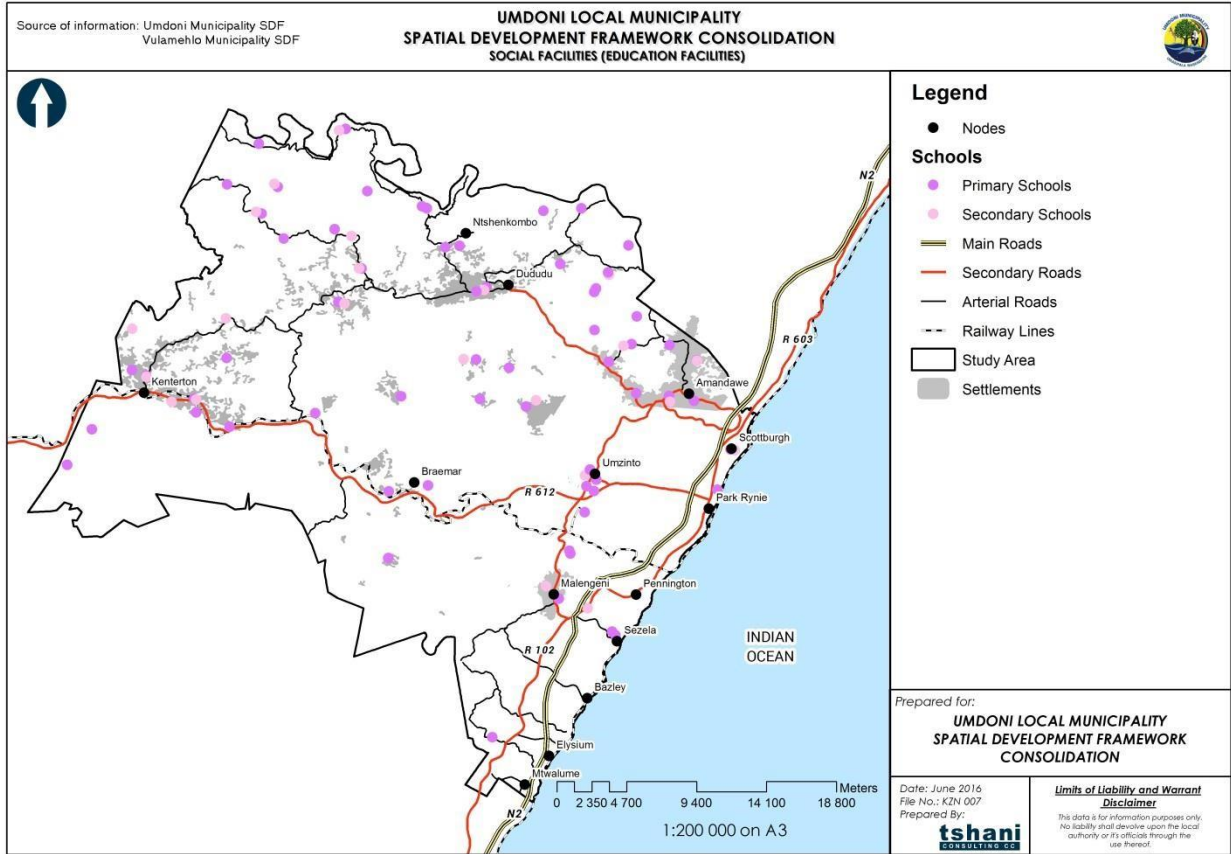 Source of information: Umdoni Municipality SDF
Vulamehlo Municipality SDF
UMDONI LOCAL MUNICIPALITY
SPATIAL DEVELOPMENT FRAMEWORK CONSOLIDATION
SOCIAL FACILITIES (EDUCATION FACILITIES)
N2
Ntshenkombo
Dududu
R 603
Kenterton
Amandawe
Scottburgh
Umzinto
Braemar
R 612
Park Rynie
Malengeni
Pennington
Sezela
INDIAN
OCEAN
R 102
Bazley
Elysium
Mtwalume
N2
Meters
0 2 350 4 700 9 400 14 100 18 800
1:200 000 on A3
Legend
Nodes
Schools
Primary Schools
Secondary Schools
Main Roads
Secondary Roads
Arterial Roads
Railway Lines
Study Area
Settlements
Prepared for:
UMDONI LOCAL MUNICIPALITY
SPATIAL DEVELOPMENT FRAMEWORK
CONSOLIDATION
Date: June 2016
File No.: KZN 007
Prepared By:
tshani
CONSULTING CC
Limits of Liability and Warrant
Disclaimer
This data is for information purposes only.
No liability shall devolve upon the local
authority or it's officials through the
use thereof.